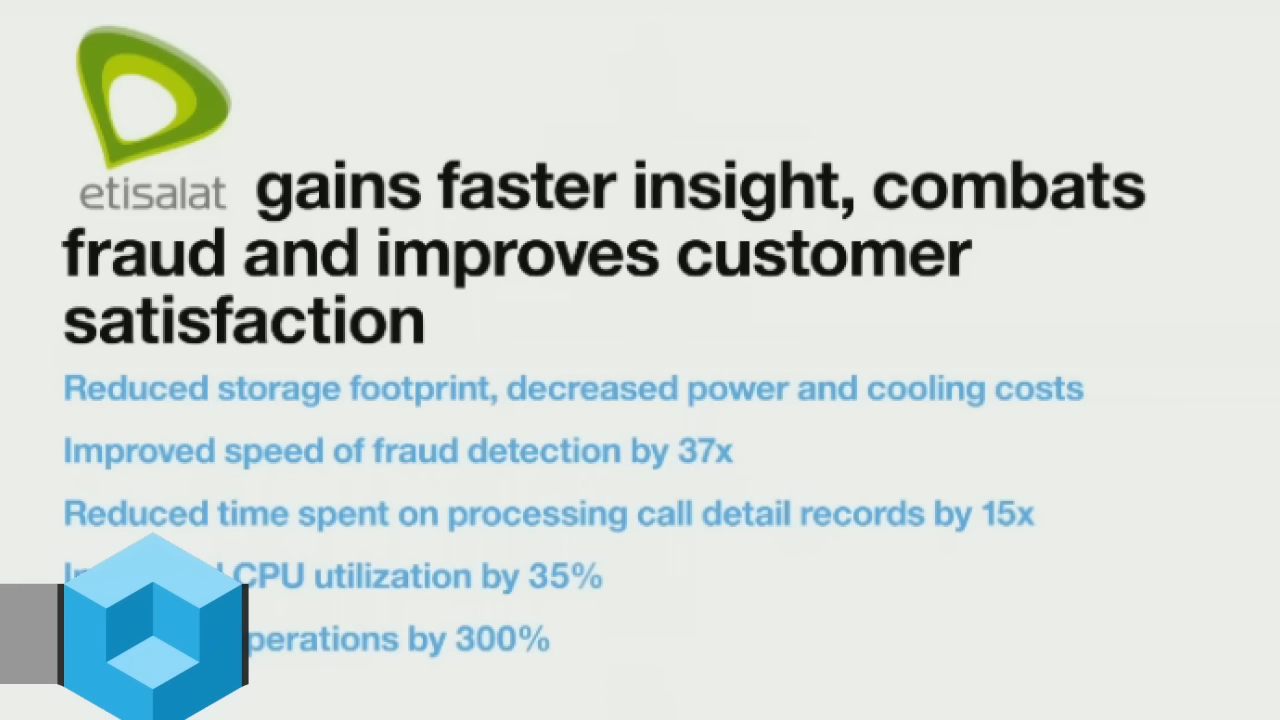 etisalat gains faster insight, combats
fraud and improves customer
satisfaction
Reduced storage footprint, decreased power and cooling costs
Improved speed of fraud detection by 37x
Reduced time spent on processing call detail records by 15x
CPU utilization by 35%
by 300%